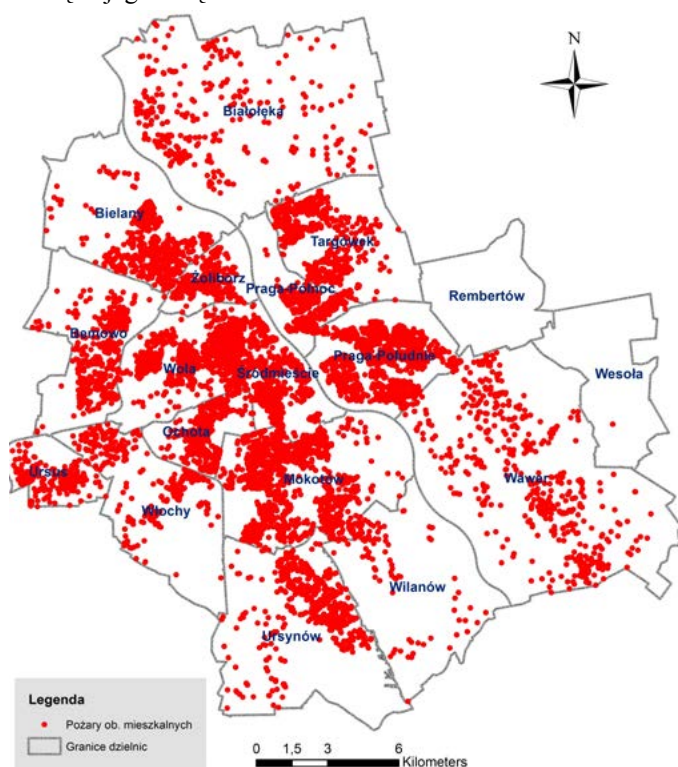 N
Białołęka
Bielany
Targówek
Żoliborz
Praga-Północ
Rembertów
Bemowo
Praga-Południe
Wola
Śródmieście
Wesoła
Ochota
Ursus
Mokotów
Wawer
Włochy
Wilanów
Ursynów
Legenda
Pożary ob. mieszkalnych
Granice dzielnic
0 1,5 3 6
Kilometers